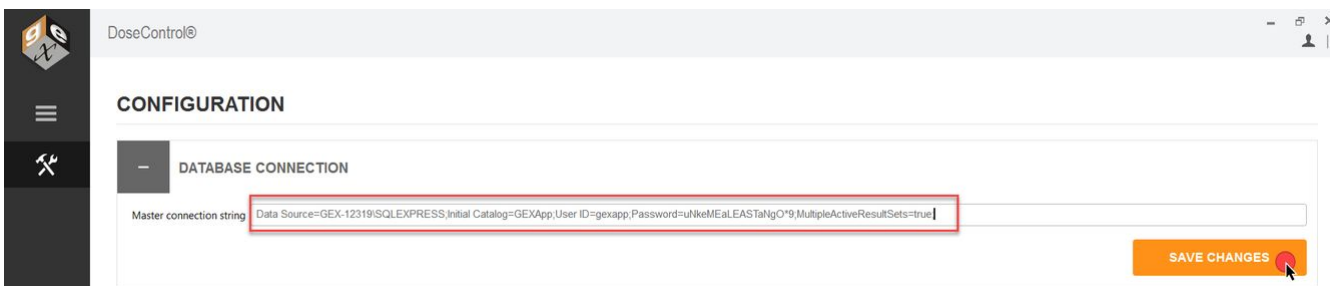 gex
DoseControl®
CONFIGURATION
DATABASE CONNECTION
Master connection string Data Source=GEX-12319\SQLEXPRESS;Initial Catalog=GEXApp;User ID=gexapp;Password=uNkeMEaLEASTaNgO*9;MultipleActiveResultSets=true;
SAVE CHANGES